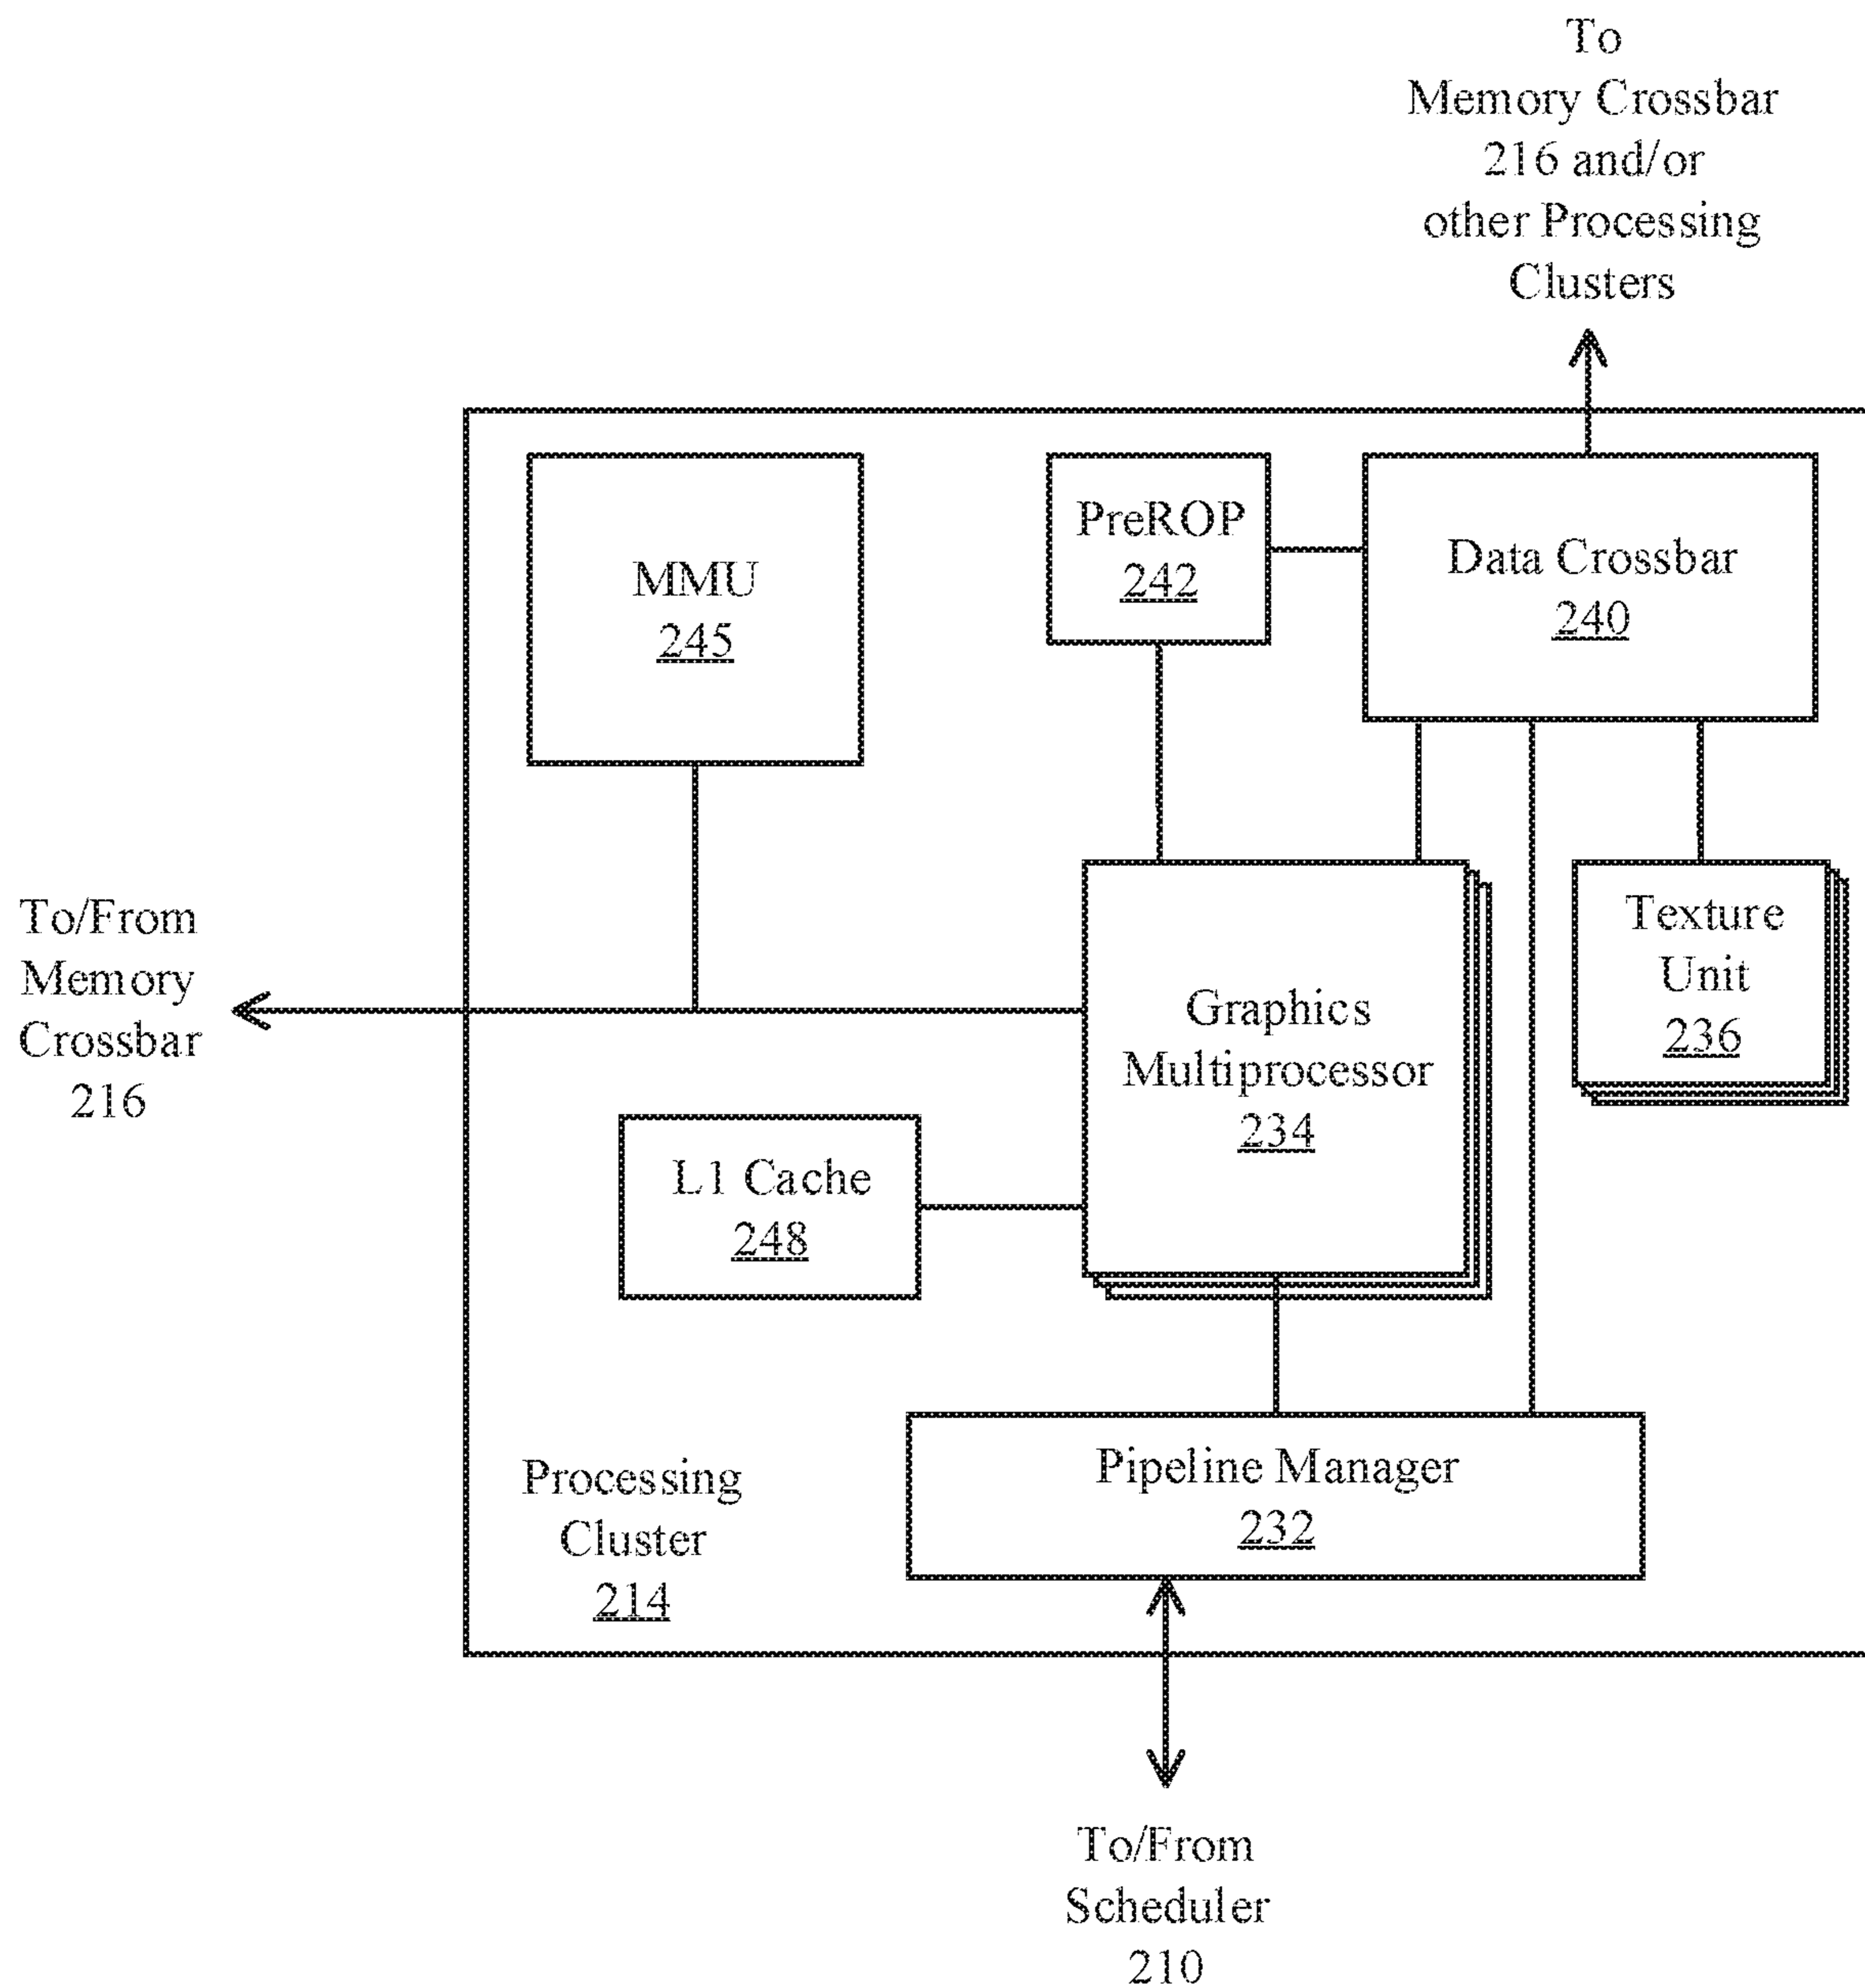 To
Memory Crossbar
216 and/or
other Processing
Clusters
MMU
245
PreROP
242
Data Crossbar
240
To/From
Memory
Crossbar
216
Graphics
Multiprocessor
234
Texture
Unit
236
L1 Cache
248
Pipeline Manager
232
Processing
Cluster
214
To/From
Scheduler
210